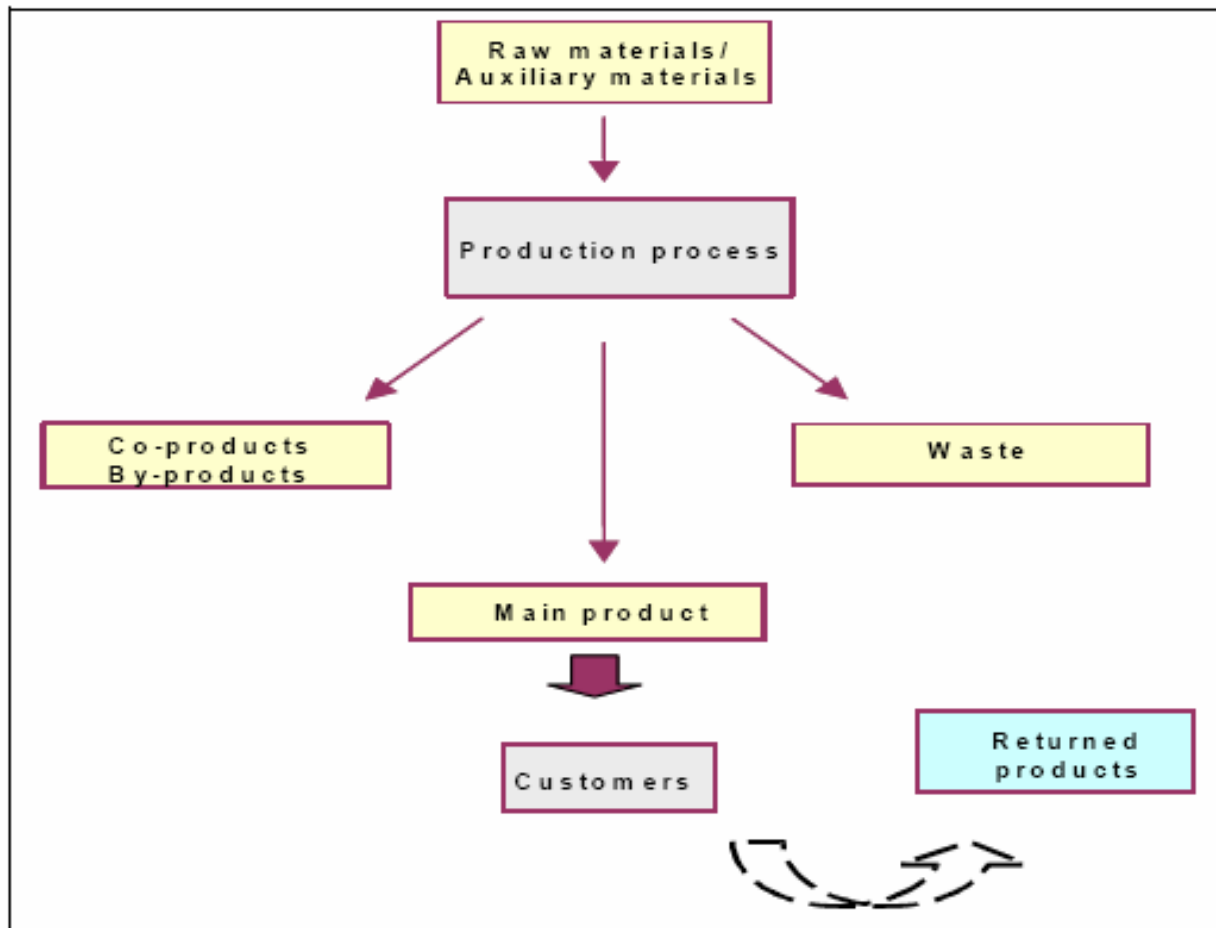 Raw materials/
Auxiliary materials
Production process
Co-products
By-products
Waste
Main product
Returned
products
Customers